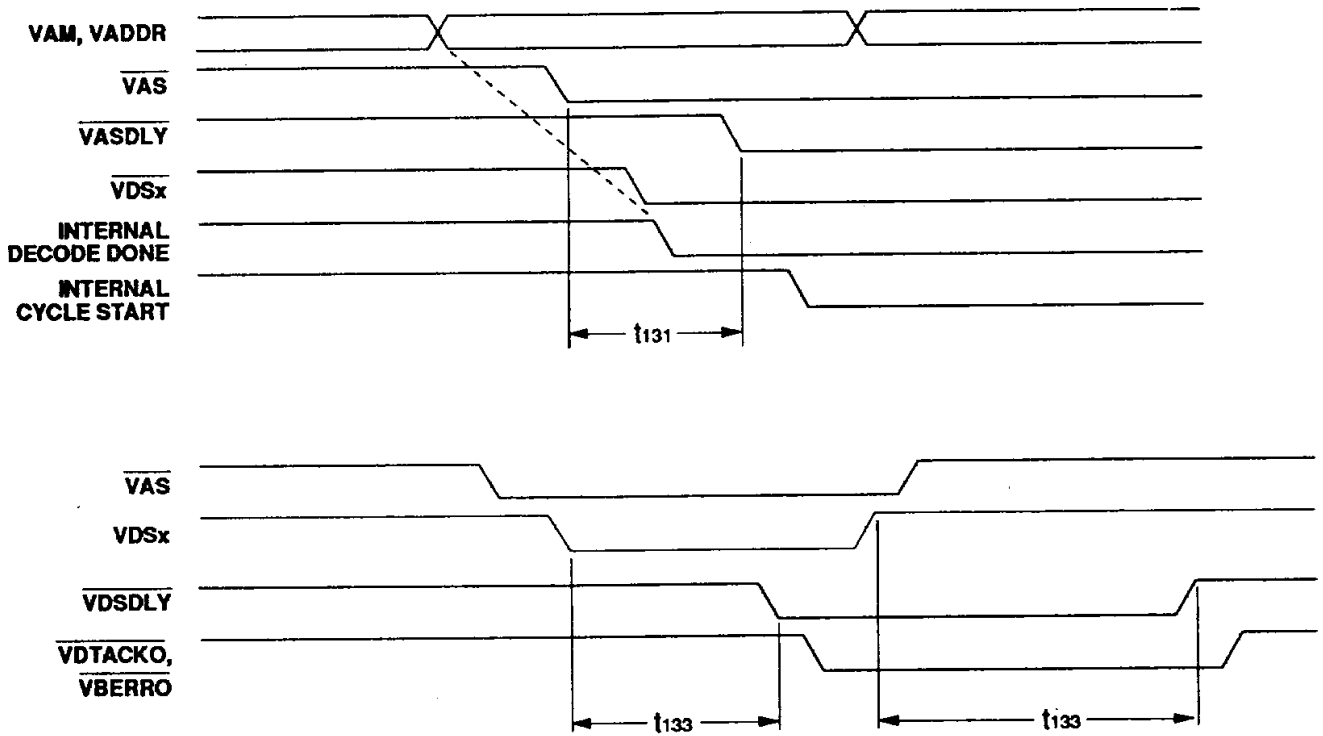 VAM, VADDR
VAS
VASDLY
VDSx
INTERNAL
DECODE DONE
INTERNAL
CYCLE START
t131
VAS
VDSx
VDSDLY
VDTACKO,
VBERRO
t133
t133